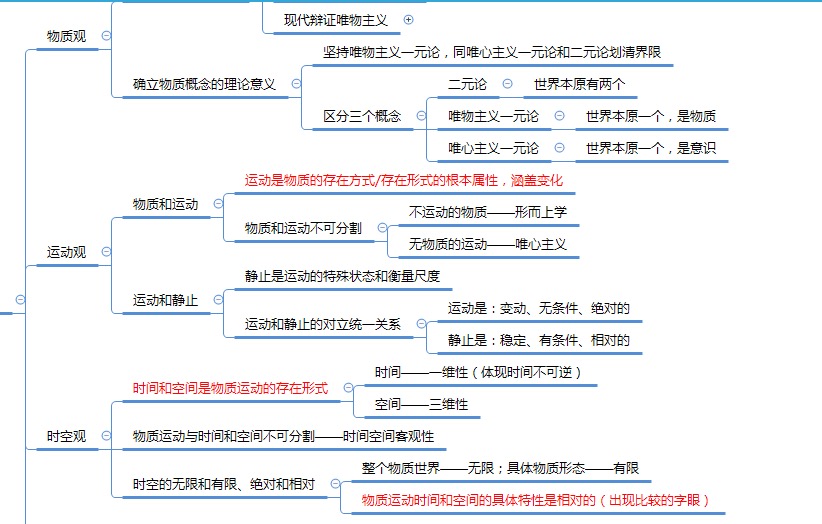 现代辩证唯物主义
物质观
坚持唯物主义一元论，同唯心主义一元论和二元论划清界限
确立物质概念的理论意义
二元论
世界本原有两个
区分三个概念
唯物主义一元论
世界本原一个，是物质
唯心主义一元论
世界本原一个，是意识
运动是物质的存在方式/存在形式的根本属性，涵盖变化
物质和运动
不运动的物质——形而上学
物质和运动不可分割
无物质的运动——唯心主义
运动观
静止是运动的特殊状态和衡量尺度
运动和静止
运动是：变动、无条件、绝对的
运动和静止的对立统一关系
静止是：稳定、有条件、相对的
时间——一维性（体现时间不可逆）
时间和空间是物质运动的存在形式
空间——三维性
时空观
物质运动与时间和空间不可分割——时间空间客观性
整个物质世界——无限；具体物质形态——有限
时空的无限和有限、绝对和相对
物质运动时间和空间的具体特性是相对的（出现比较的字眼）